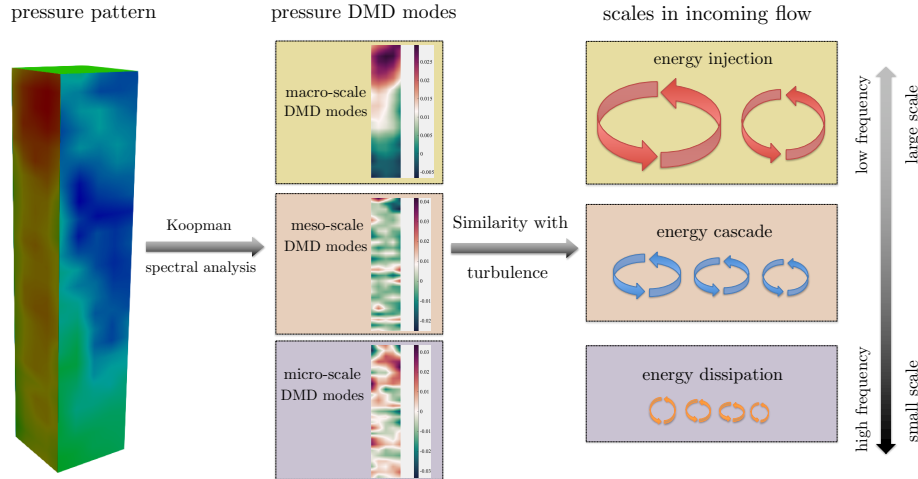 pressure pattern
pressure DMD modes
scales in incoming flow
macro-scale
DMD modes
0.025
0.020
0.015
0.010
0.005
0
-0.005
energy injection
low frequency
large scale
Koopman
spectral analysis
meso-scale
DMD modes
0.04
0.03
0.02
0.01
0
-0.01
-0.02
Similarity with
turbulence
energy cascade
micro-scale
DMD modes
0.03
0.02
0.01
0
-0.01
-0.02
-0.03
energy dissipation
high frequency
small scale